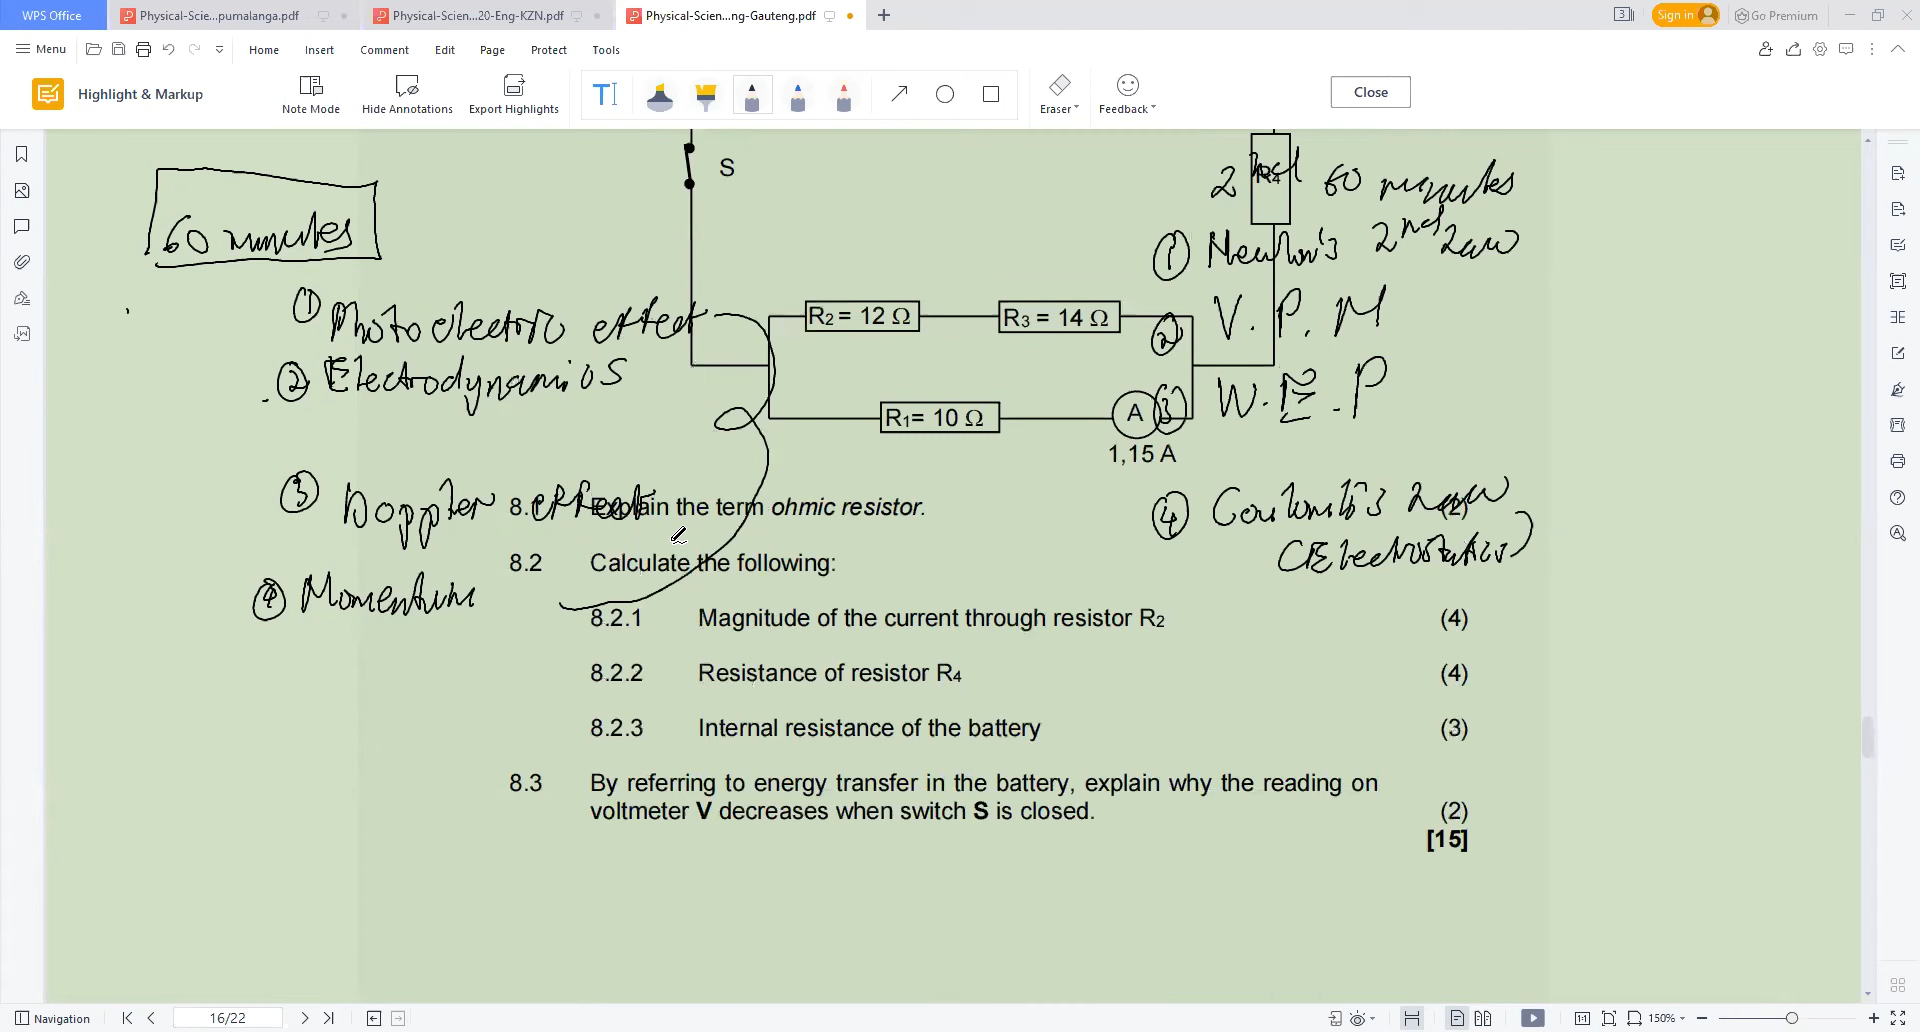 WPS Office
Physical-Scie...purnalanga.pdf
Physical-Scien...20-Eng-KZN.pdf
Physical-Scien...ng-Gauteng.pdf
3
Sign in
Go Premium
Menu
Home
Insert
Comment
Edit
Page
Protect
Tools
Highlight & Markup
Note Mode
Hide Annotations
Export Highlights
T
Eraser
Feedback
Close
S
R4
60 minutes
2nd 60 minutes
① Newton's 2nd Law
① Photoelectric effect
② V.P.M
② Electrodynamics
③ W.E.P
R2 = 12 Ω
R3 = 14 Ω
R1= 10 Ω
A
1,15 A
③ Doppler effect
④ Coulomb's Law
(Electrostatics)
④ Momentum
8.1 Explain the term ohmic resistor. (2)
8.2 Calculate the following:
8.2.1 Magnitude of the current through resistor R2 (4)
8.2.2 Resistance of resistor R4 (4)
8.2.3 Internal resistance of the battery (3)
8.3 By referring to energy transfer in the battery, explain why the reading on
voltmeter V decreases when switch S is closed. (2)
[15]
Navigation
16/22
1:1
150%